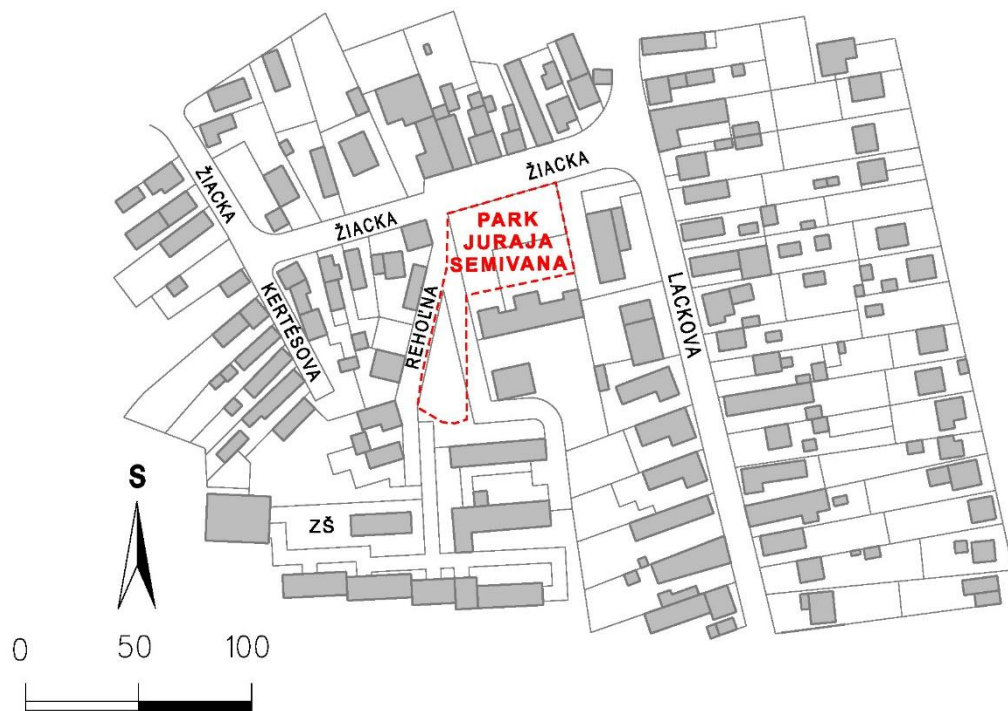 ŽIACKA
ŽIACKA
ŽIACKA
PARK
JURAJA
SEMIVANA
KERTÉSOVA
REHOĽNA
LACKOVA
S
ZŠ
0 50 100